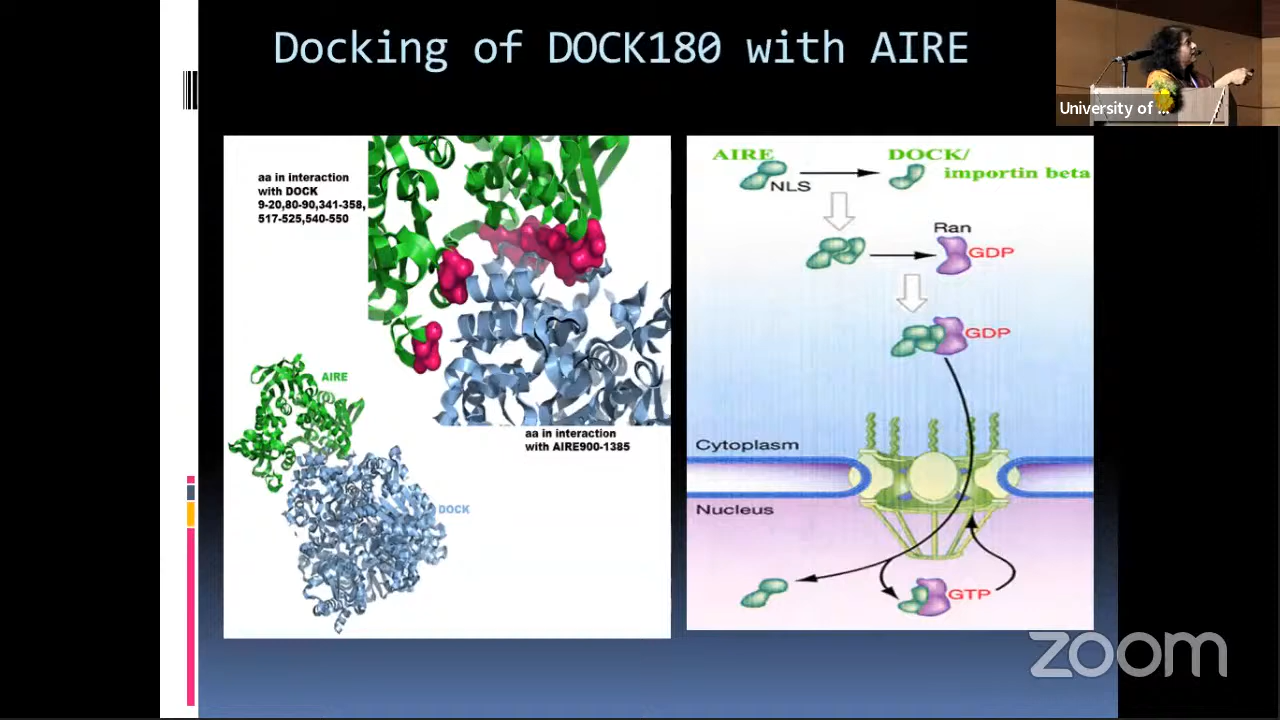 Docking of DOCK180 with AIRE
University of ...
aa in interaction
with DOCK
9-20,80-90,341-358,
517-525,540-550
AIRE
DOCK
aa in interaction
with AIRE900-1385
AIRE
NLS
DOCK/
importin beta
Ran
GDP
GDP
Cytoplasm
Nucleus
GTP
zoom